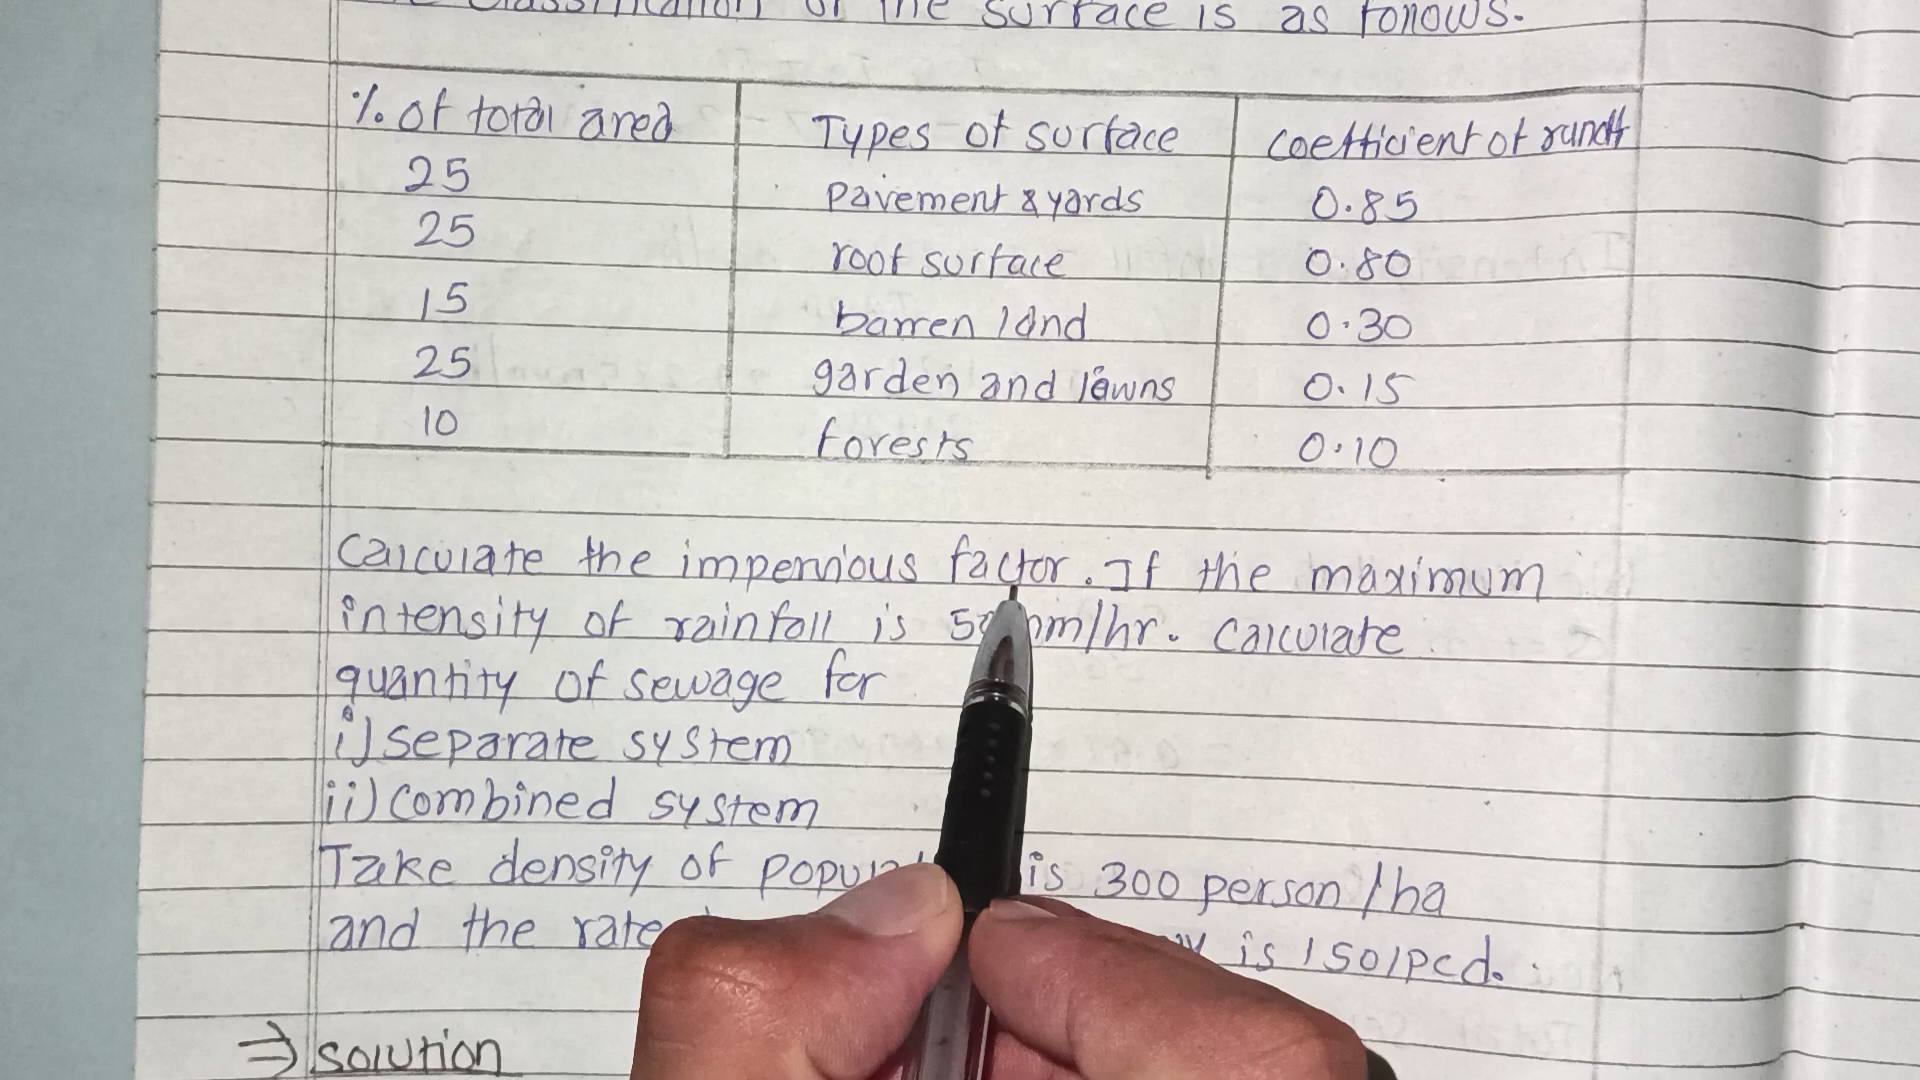 Classification of the surface is as follows.
% of total area Types of surface coefficient of runoff
25 pavement & yards 0.85
25 roof surface 0.80
15 barren land 0.30
25 garden and lawns 0.15
10 forests 0.10
calculate the impervious factor. If the maximum
intensity of rainfall is mm/hr. calculate
quantity of sewage for
i) separate system
ii) combined system
Take density of is 300 person/ha
and the rate is 150lpcd.
⇒ solution